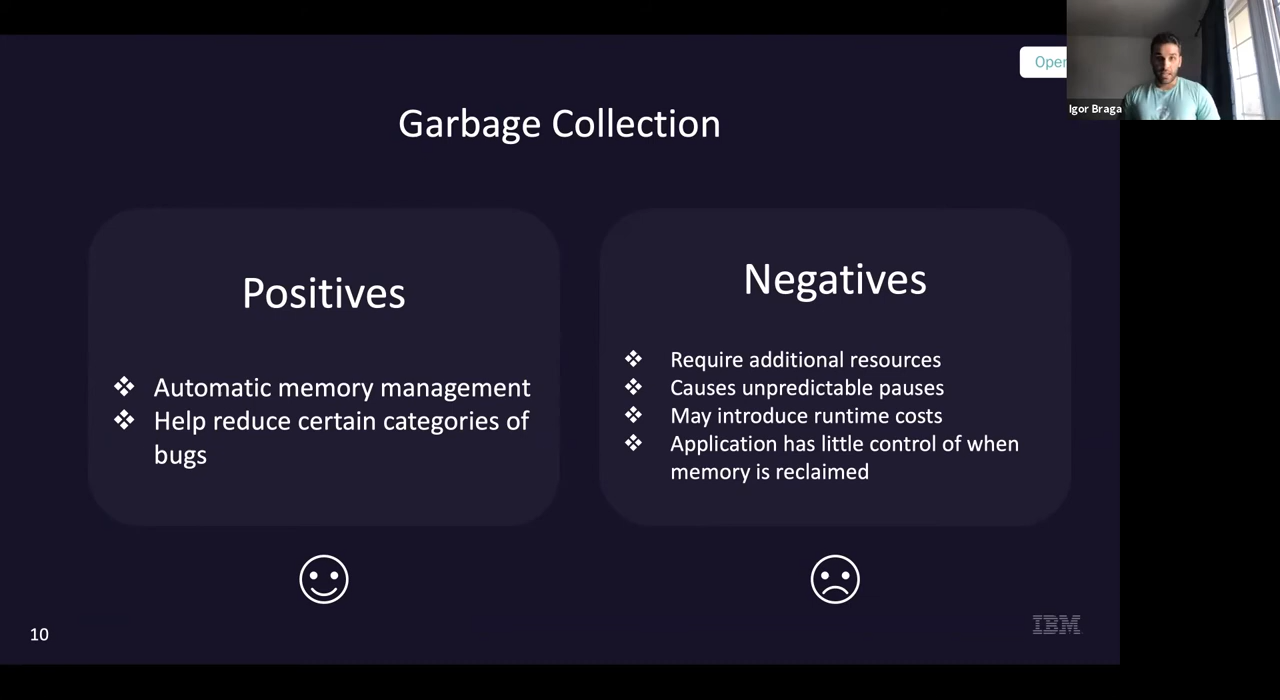 Oper
Igor Braga
Garbage Collection
Positives
❖ Automatic memory management
❖ Help reduce certain categories of
bugs
Negatives
❖ Require additional resources
❖ Causes unpredictable pauses
❖ May introduce runtime costs
❖ Application has little control of when
memory is reclaimed
10
IBM